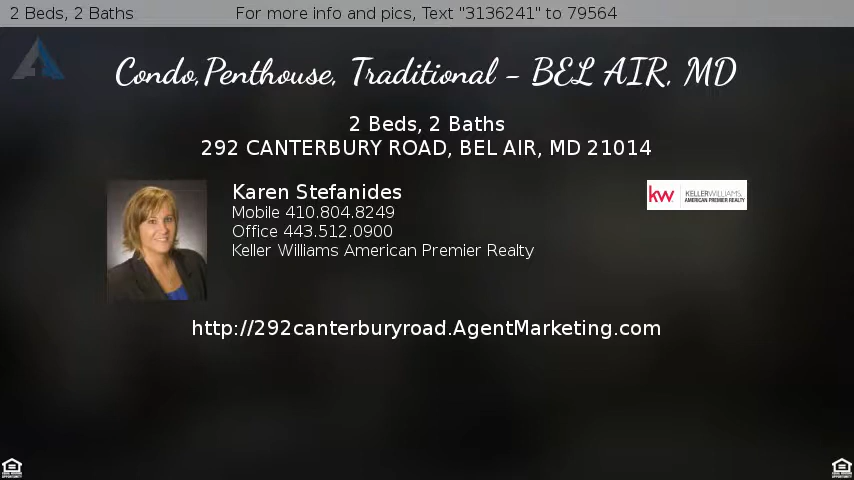 2 Beds, 2 Baths
For more info and pics, Text "3136241" to 79564
Condo,Penthouse, Traditional - BEL AIR, MD
2 Beds, 2 Baths
292 CANTERBURY ROAD, BEL AIR, MD 21014
Karen Stefanides
Mobile 410.804.8249
Office 443.512.0900
Keller Williams American Premier Realty
kw
KELLERWILLIAMS.
AMERICAN PREMIER REALTY
http://292canterburyroad.AgentMarketing.com